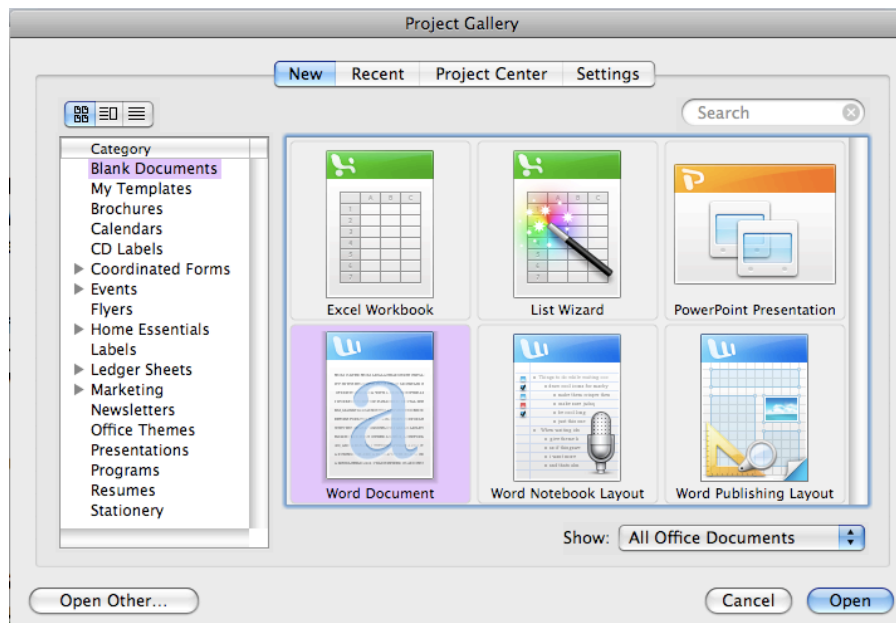 Project Gallery
New Recent Project Center Settings
Search
Category
Blank Documents
My Templates
Brochures
Calendars
CD Labels
Coordinated Forms
Events
Flyers
Home Essentials
Labels
Ledger Sheets
Marketing
Newsletters
Office Themes
Presentations
Programs
Resumes
Stationery
Excel Workbook
List Wizard
PowerPoint Presentation
Word Document
Word Notebook Layout
Word Publishing Layout
Show: All Office Documents
Open Other...
Cancel
Open